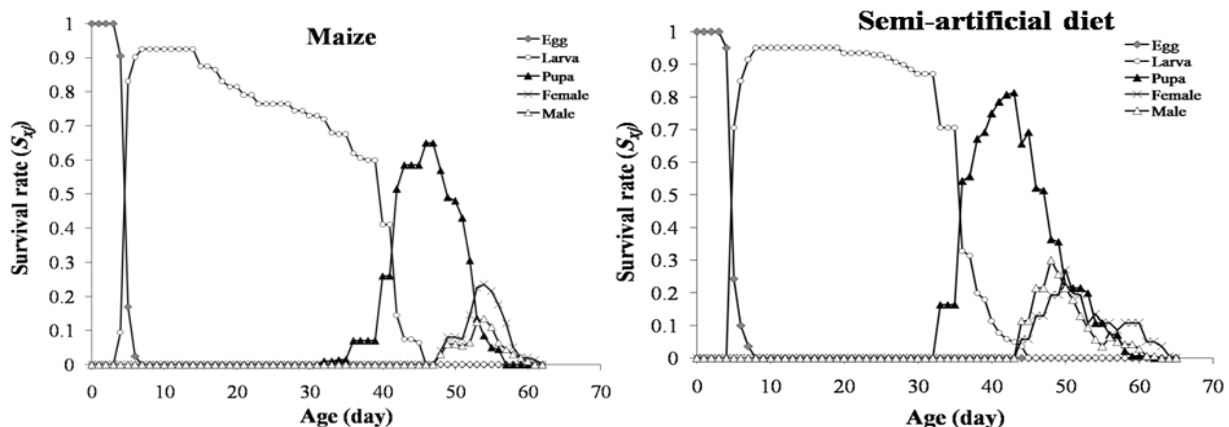 Maize
Egg
Larva
Pupa
Female
Male
Survival rate (Sxj)
1
0.9
0.8
0.7
0.6
0.5
0.4
0.3
0.2
0.1
0
0 10 20 30 40 50 60 70
Age (day)
Semi-artificial diet
Egg
Larva
Pupa
Female
Male
Survival rate (Sxj)
1
0.9
0.8
0.7
0.6
0.5
0.4
0.3
0.2
0.1
0
0 10 20 30 40 50 60 70
Age (day)